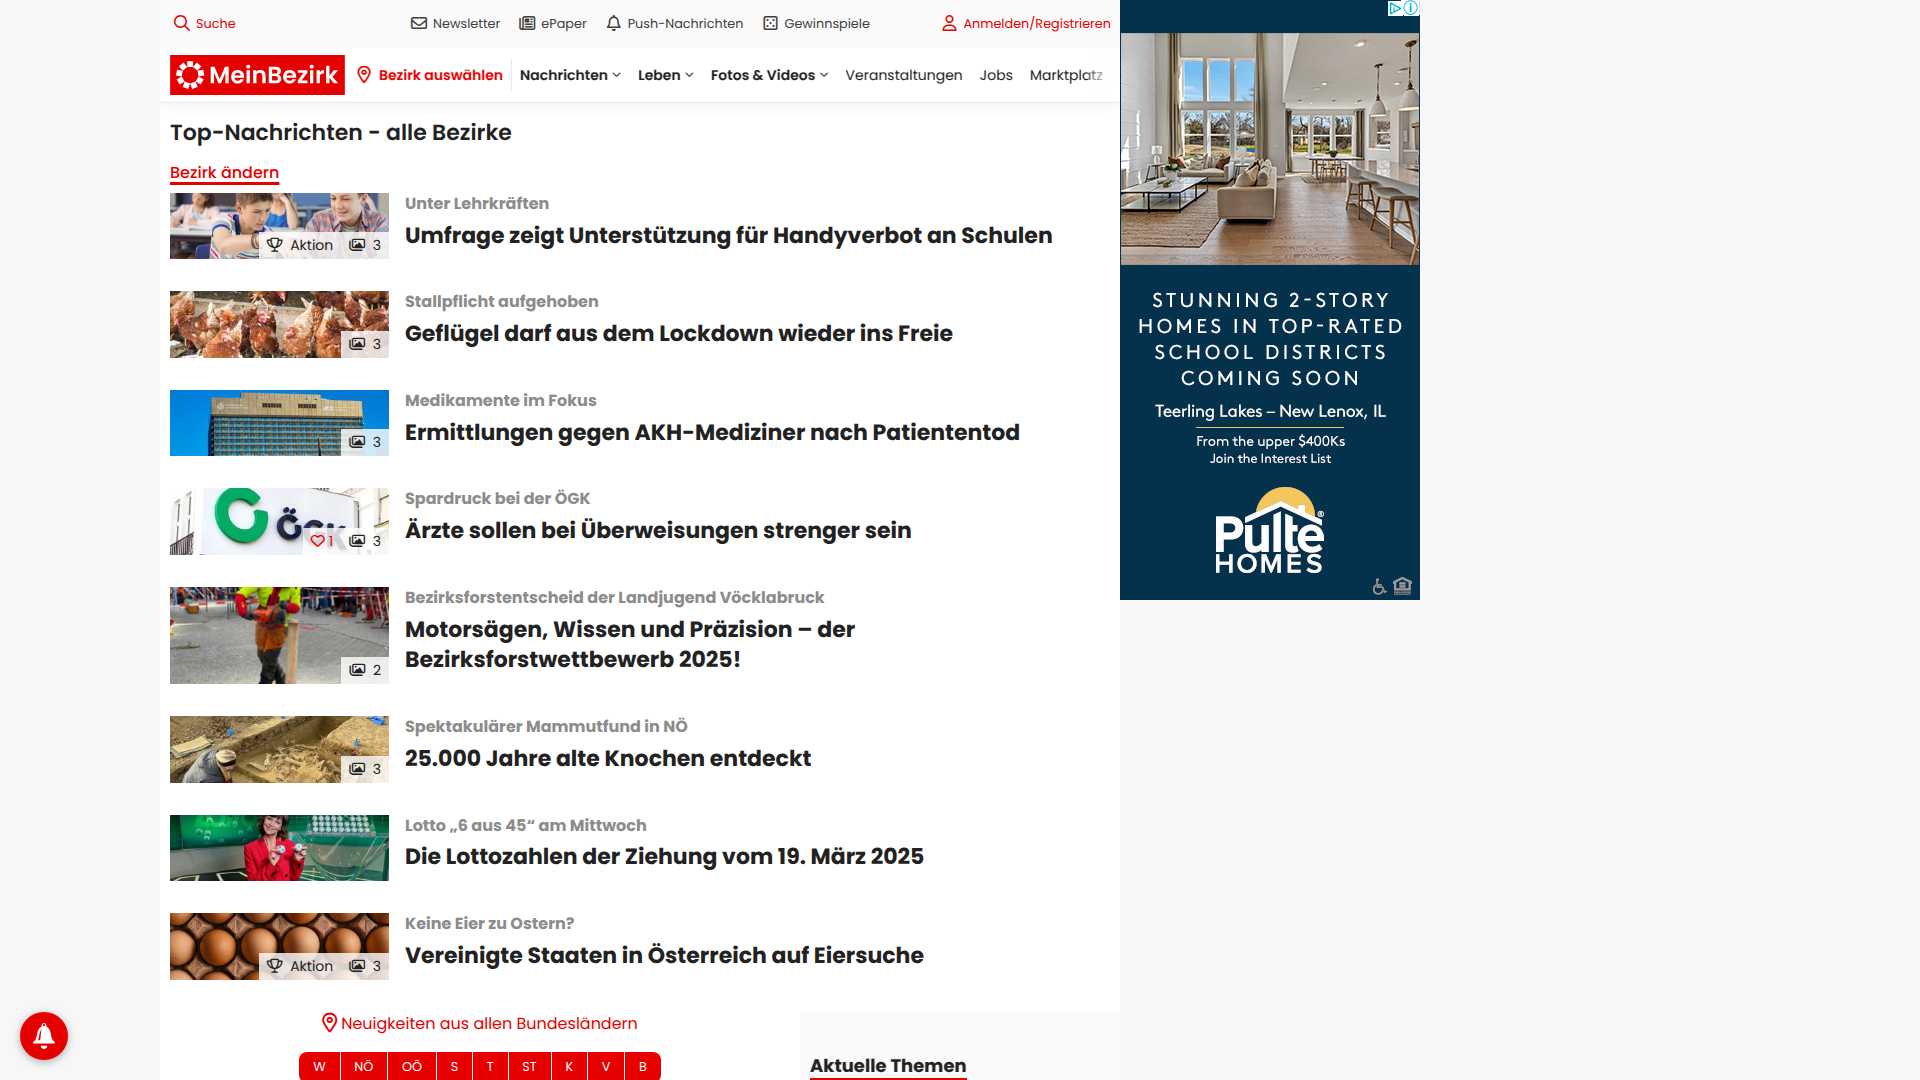 Suche
Newsletter
ePaper
Push-Nachrichten
Gewinnspiele
Anmelden/Registrieren
MeinBezirk
Bezirk auswählen
Nachrichten
Leben
Fotos & Videos
Veranstaltungen
Jobs
Marktplatz
Top-Nachrichten - alle Bezirke
Bezirk ändern
Aktion 3
Unter Lehrkräften
Umfrage zeigt Unterstützung für Handyverbot an Schulen
3
Stallpflicht aufgehoben
Geflügel darf aus dem Lockdown wieder ins Freie
3
Medikamente im Fokus
Ermittlungen gegen AKH-Mediziner nach Patiententod
ÖGK
1 3
Spardruck bei der ÖGK
Ärzte sollen bei Überweisungen strenger sein
2
Bezirksforstentscheid der Landjugend Vöcklabruck
Motorsägen, Wissen und Präzision – der
Bezirksforstwettbewerb 2025!
3
Spektakulärer Mammutfund in NÖ
25.000 Jahre alte Knochen entdeckt
Lotto „6 aus 45“ am Mittwoch
Die Lottozahlen der Ziehung vom 19. März 2025
Aktion 3
Keine Eier zu Ostern?
Vereinigte Staaten in Österreich auf Eiersuche
Neuigkeiten aus allen Bundesländern
W NÖ OÖ S T ST K V B
Aktuelle Themen
STUNNING 2-STORY
HOMES IN TOP-RATED
SCHOOL DISTRICTS
COMING SOON
Teerling Lakes – New Lenox, IL
From the upper $400Ks
Join the Interest List
Pulte®
HOMES